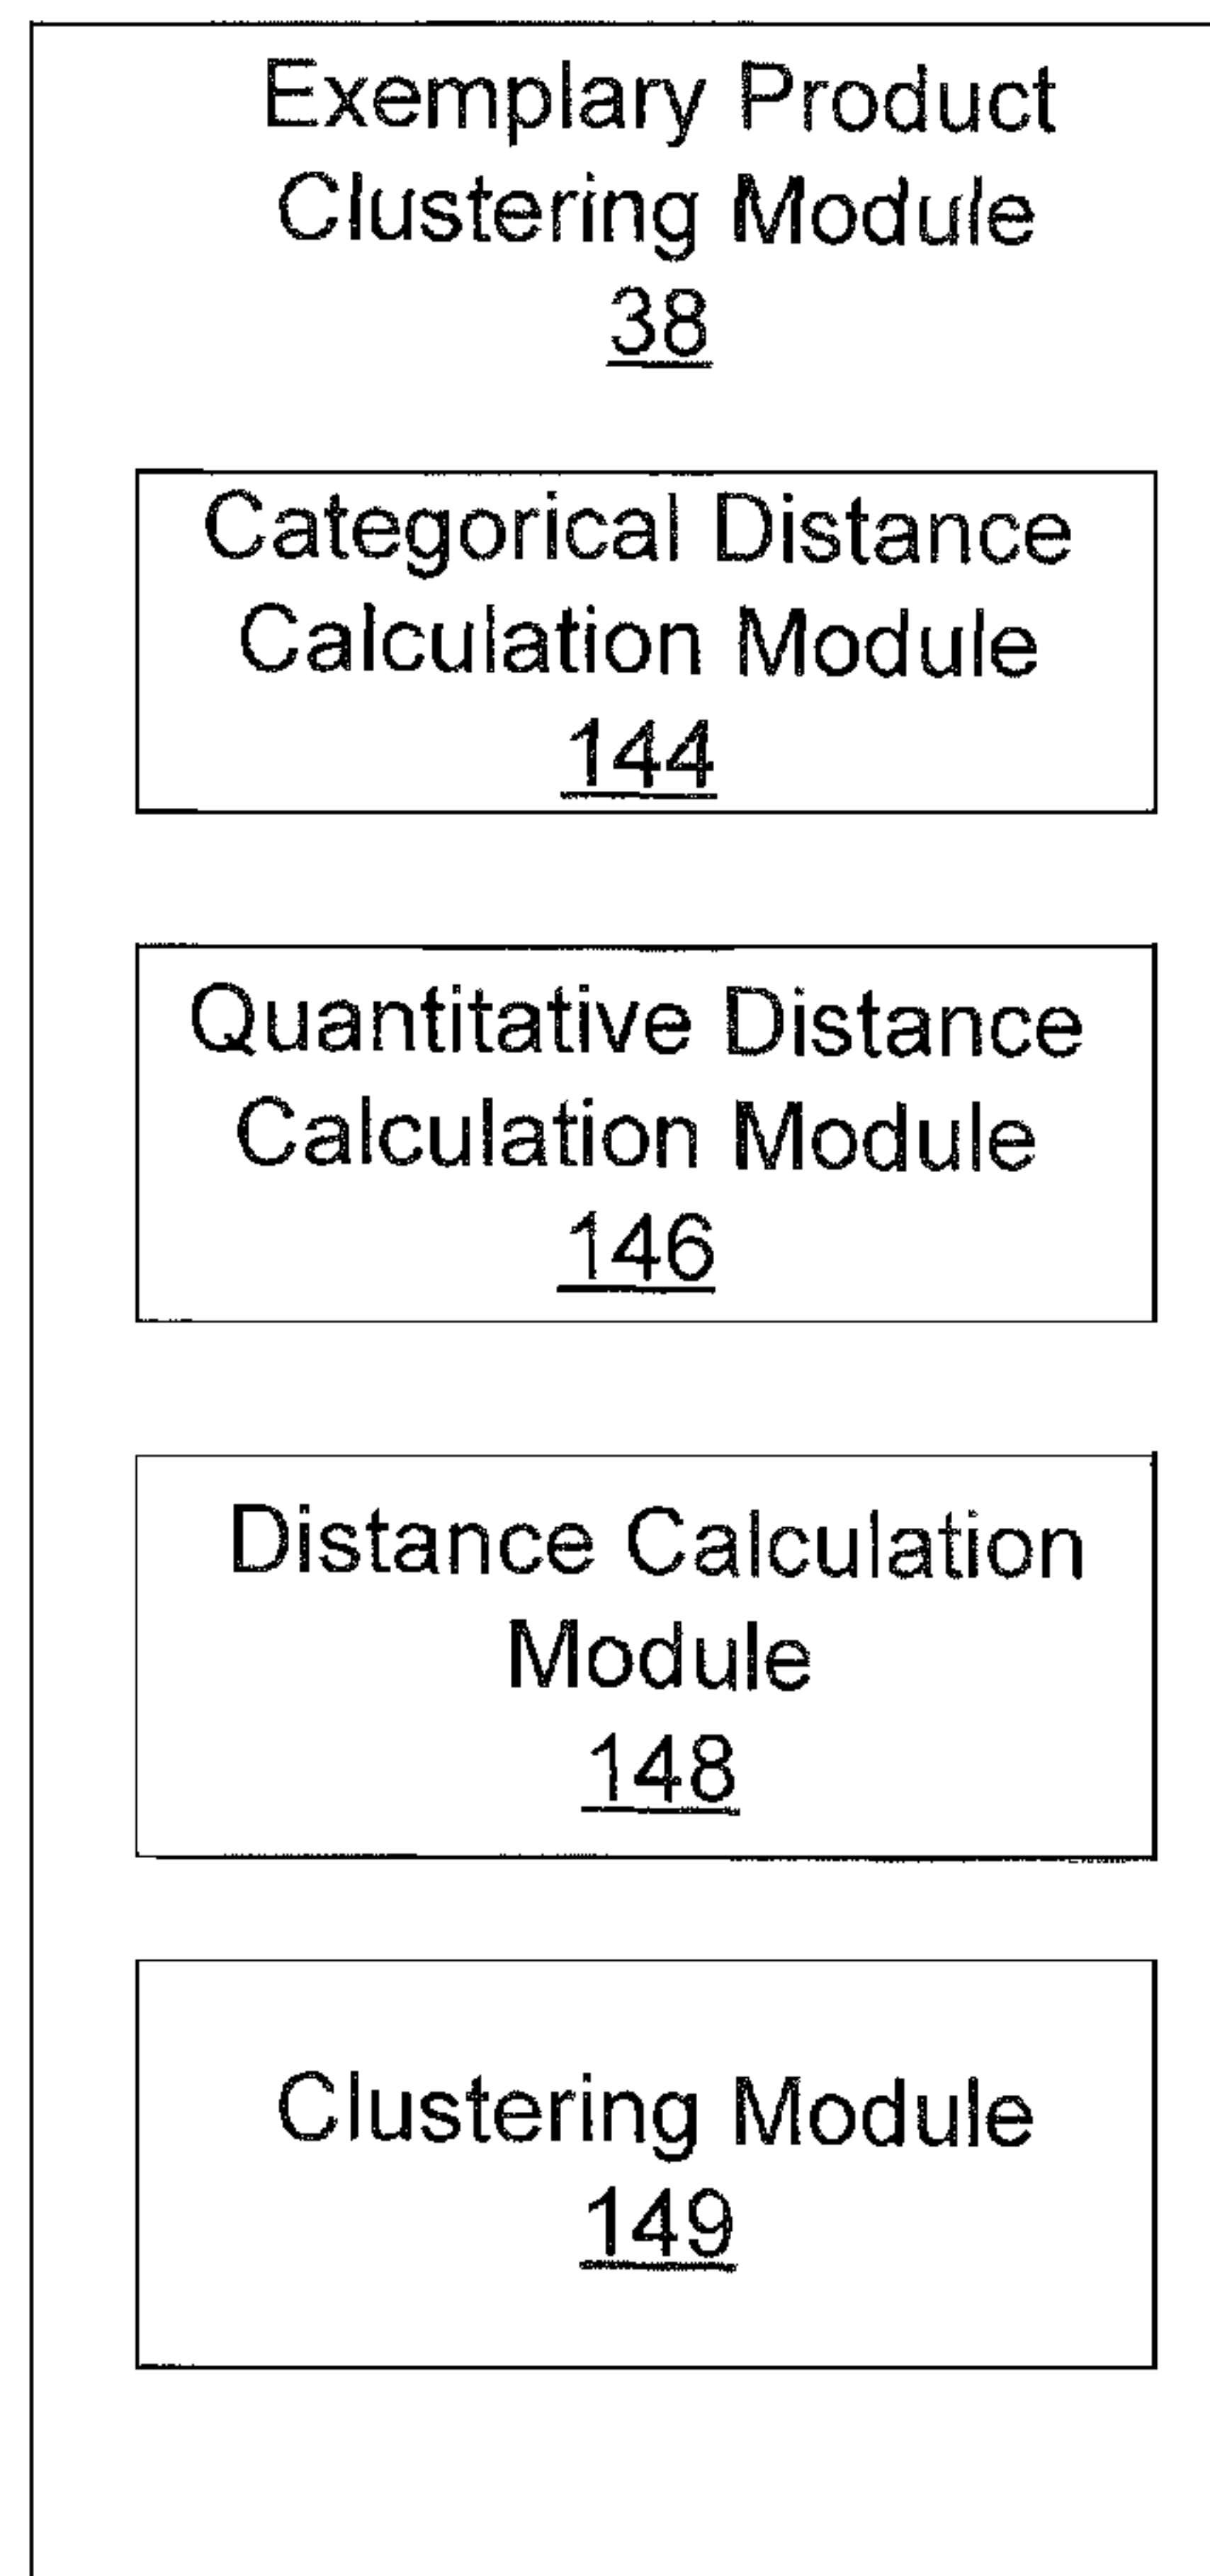 Exemplary Product
Clustering Module
38
Categorical Distance
Calculation Module
144
Quantitative Distance
Calculation Module
146
Distance Calculation
Module
148
Clustering Module
149